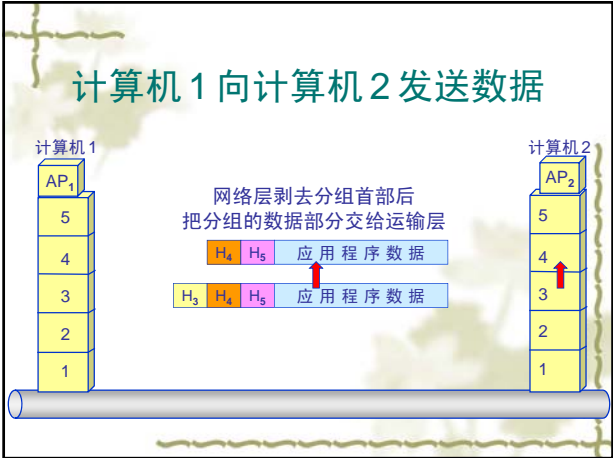 计算机1向计算机2发送数据
计算机1
计算机2
AP1
AP2
网络层剥去分组首部后
把分组的数据部分交给运输层
5
4
3
2
1
H4 H5 应用程序数据
H3 H4 H5 应用程序数据
5
4
3
2
1